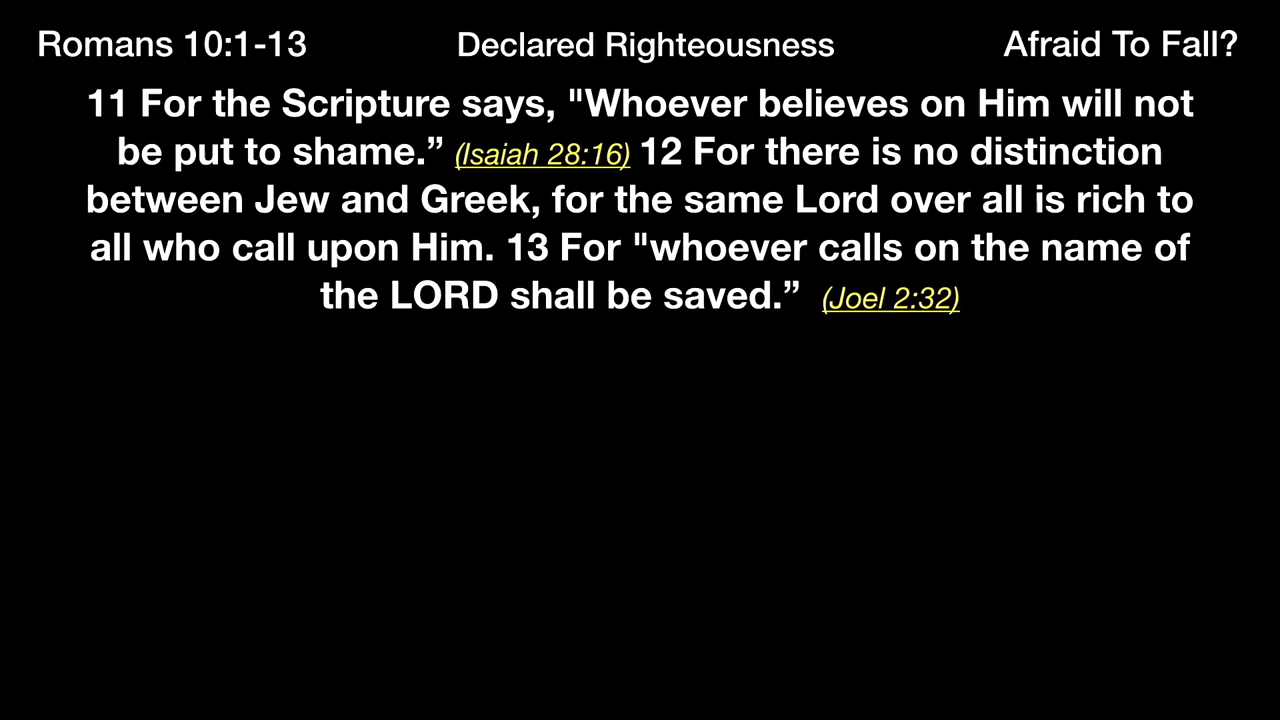 Romans 10:1-13 Declared Righteousness Afraid To Fall?
11 For the Scripture says, "Whoever believes on Him will not
be put to shame.” (Isaiah 28:16) 12 For there is no distinction
between Jew and Greek, for the same Lord over all is rich to
all who call upon Him. 13 For "whoever calls on the name of
the LORD shall be saved.” (Joel 2:32)